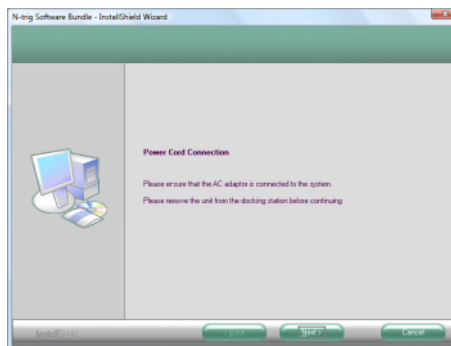 N-trig Software Bundle - InstallShield Wizard
Power Cord Connection
Please ensure that the AC adaptor is connected to the system.
Please remove the unit from the docking station before continuing
InstallShield
< Back
Next >
Cancel